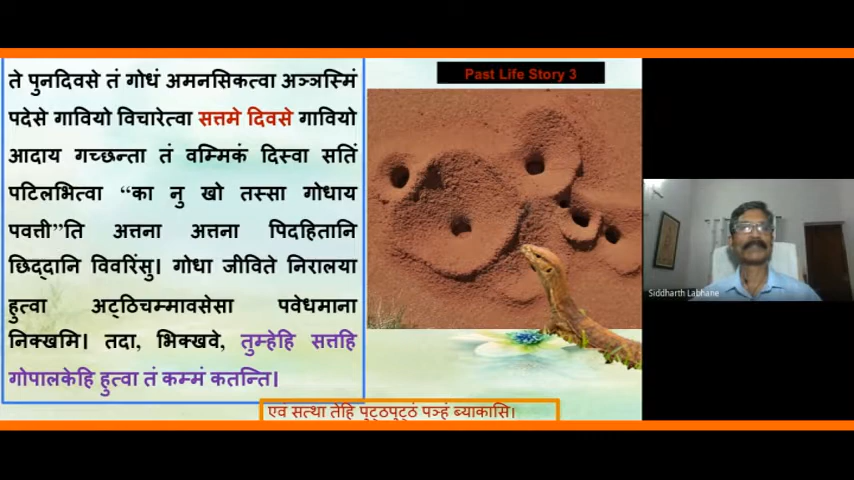 Past Life Story 3
ते पुनदिवसे तं गोधं अमनसिकत्वा अञ्ञस्मिं
पदेसे गावियो विचारेत्वा सत्तमे दिवसे गावियो
आदाय गच्छन्ता तं वम्मिकं दिस्वा सतिं
पटिलभित्वा “का नु खो तस्सा गोधाय
पवत्ती”ति अत्तना अत्तना पिदहितानि
छिद्दानि विवरिंसु। गोधा जीविते निरालया
हुत्वा अट्ठिचम्मावसेसा पवेधमाना
निक्खमि। तदा, भिक्खवे, तुम्हेहि सत्तहि
गोपालकेहि हुत्वा तं कम्मं कतन्ति।
एवं सत्था तेहि पुट्ठपुट्ठं पञ्हं ब्याकासि।
Siddharth Labhane